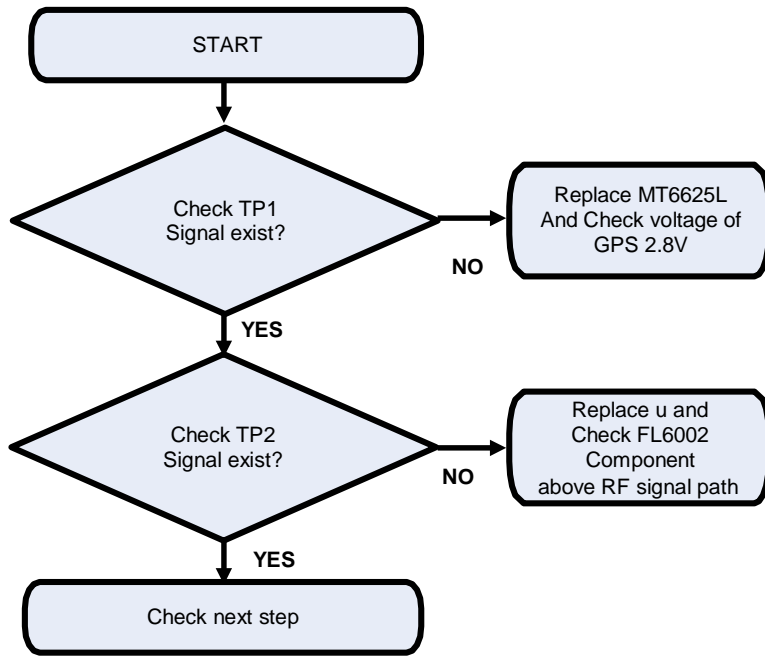 START
Check TP1
Signal exist?
Replace MT6625L
And Check voltage of
GPS 2.8V
NO
YES
Check TP2
Signal exist?
Replace u and
Check FL6002
Component
above RF signal path
NO
YES
Check next step